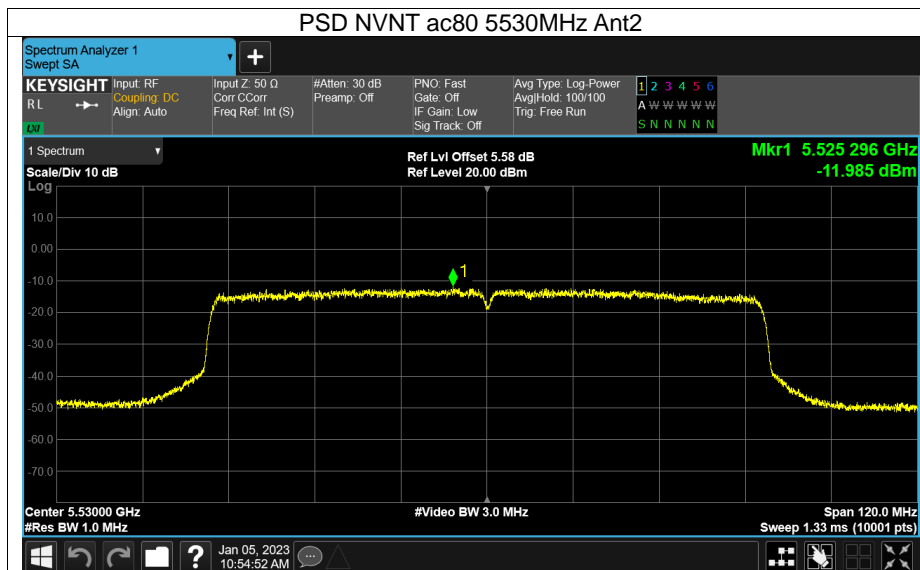 PSD NVNT ac80 5530MHz Ant2
Spectrum Analyzer 1
Swept SA
KEYSIGHT
RL
LXI
Input: RF
Coupling: DC
Align: Auto
Input Z: 50 Ω
Corr CCorr
Freq Ref: Int (S)
#Atten: 30 dB
Preamp: Off
PNO: Fast
Gate: Off
IF Gain: Low
Sig Track: Off
Avg Type: Log-Power
Avg|Hold: 100/100
Trig: Free Run
1 2 3 4 5 6
A W W W W W
S N N N N N
1 Spectrum
Scale/Div 10 dB
Ref Lvl Offset 5.58 dB
Ref Level 20.00 dBm
Mkr1 5.525 296 GHz
-11.985 dBm
Log
10.0
0.00
-10.0
-20.0
-30.0
-40.0
-50.0
-60.0
-70.0
1
Center 5.53000 GHz
#Res BW 1.0 MHz
#Video BW 3.0 MHz
Span 120.0 MHz
Sweep 1.33 ms (10001 pts)
?
Jan 05, 2023
10:54:52 AM